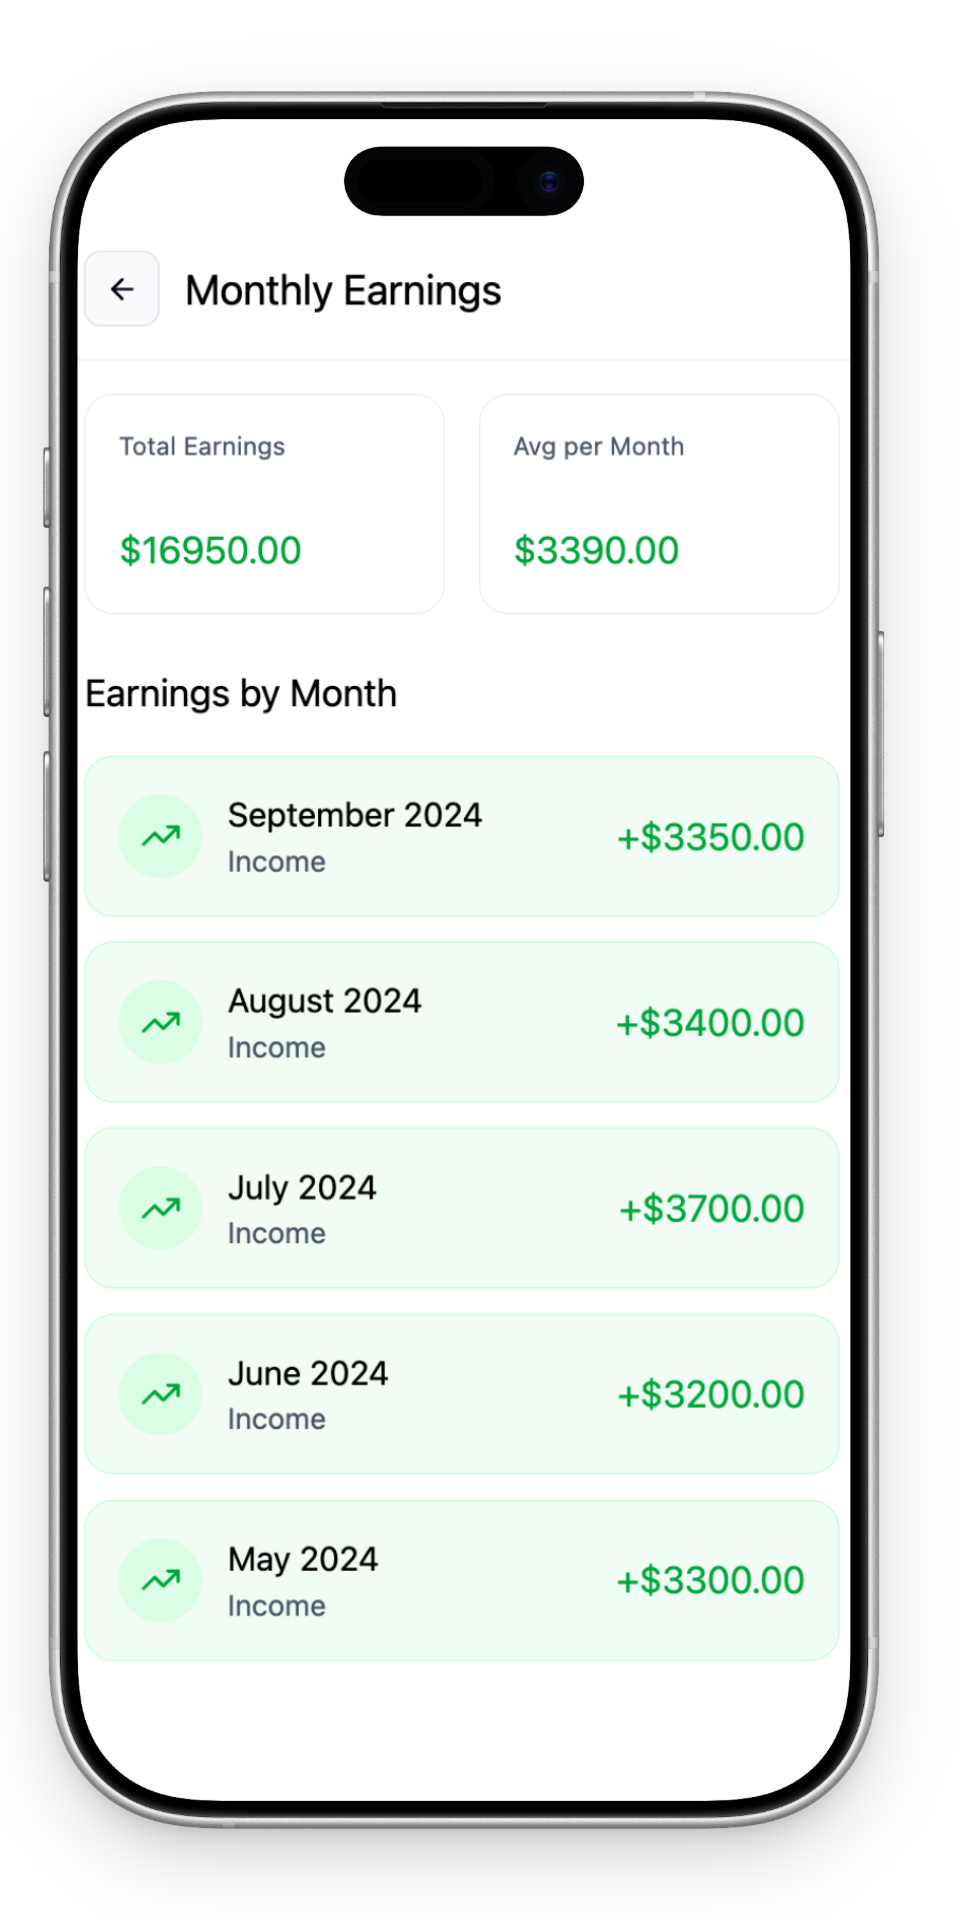 Monthly Earnings
Total Earnings
$16950.00
Avg per Month
$3390.00
Earnings by Month
September 2024
Income
+$3350.00
August 2024
Income
+$3400.00
July 2024
Income
+$3700.00
June 2024
Income
+$3200.00
May 2024
Income
+$3300.00